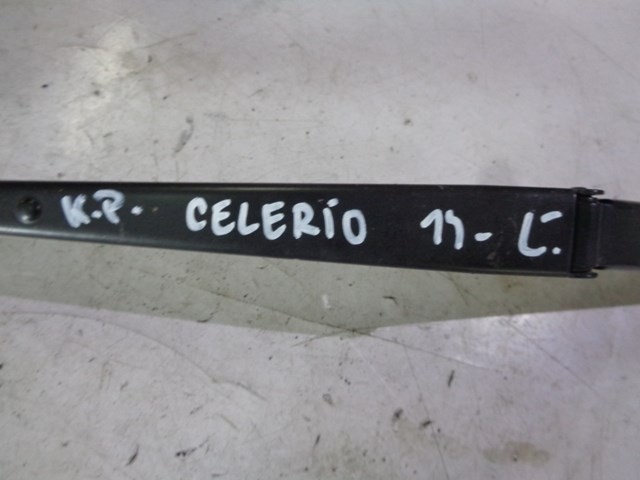 K.P. CELERIO 14- L.